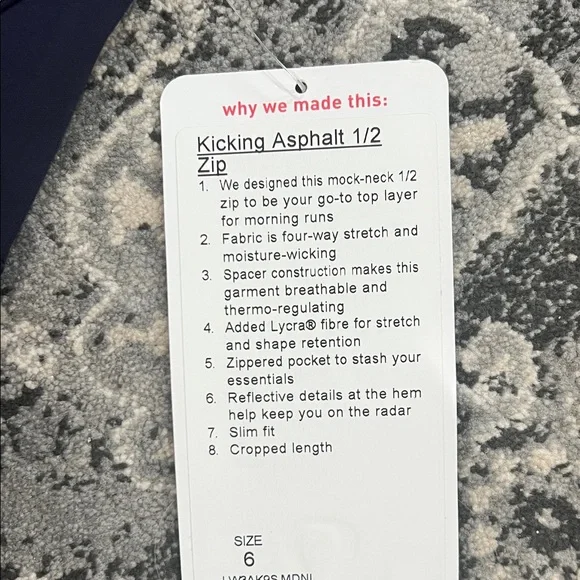 why we made this:
Kicking Asphalt 1/2
Zip
1. We designed this mock-neck 1/2
zip to be your go-to top layer
for morning runs
2. Fabric is four-way stretch and
moisture-wicking
3. Spacer construction makes this
garment breathable and
thermo-regulating
4. Added Lycra® fibre for stretch
and shape retention
5. Zippered pocket to stash your
essentials
6. Reflective details at the hem
help keep you on the radar
7. Slim fit
8. Cropped length
SIZE
6